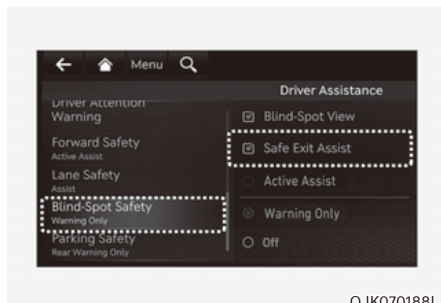 Menu
Driver Assistance
Driver Attention
Warning
Forward Safety
Active Assist
Lane Safety
Assist
Blind-Spot Safety
Warning Only
Parking Safety
Rear Warning Only
Blind-Spot View
Safe Exit Assist
Active Assist
Warning Only
Off